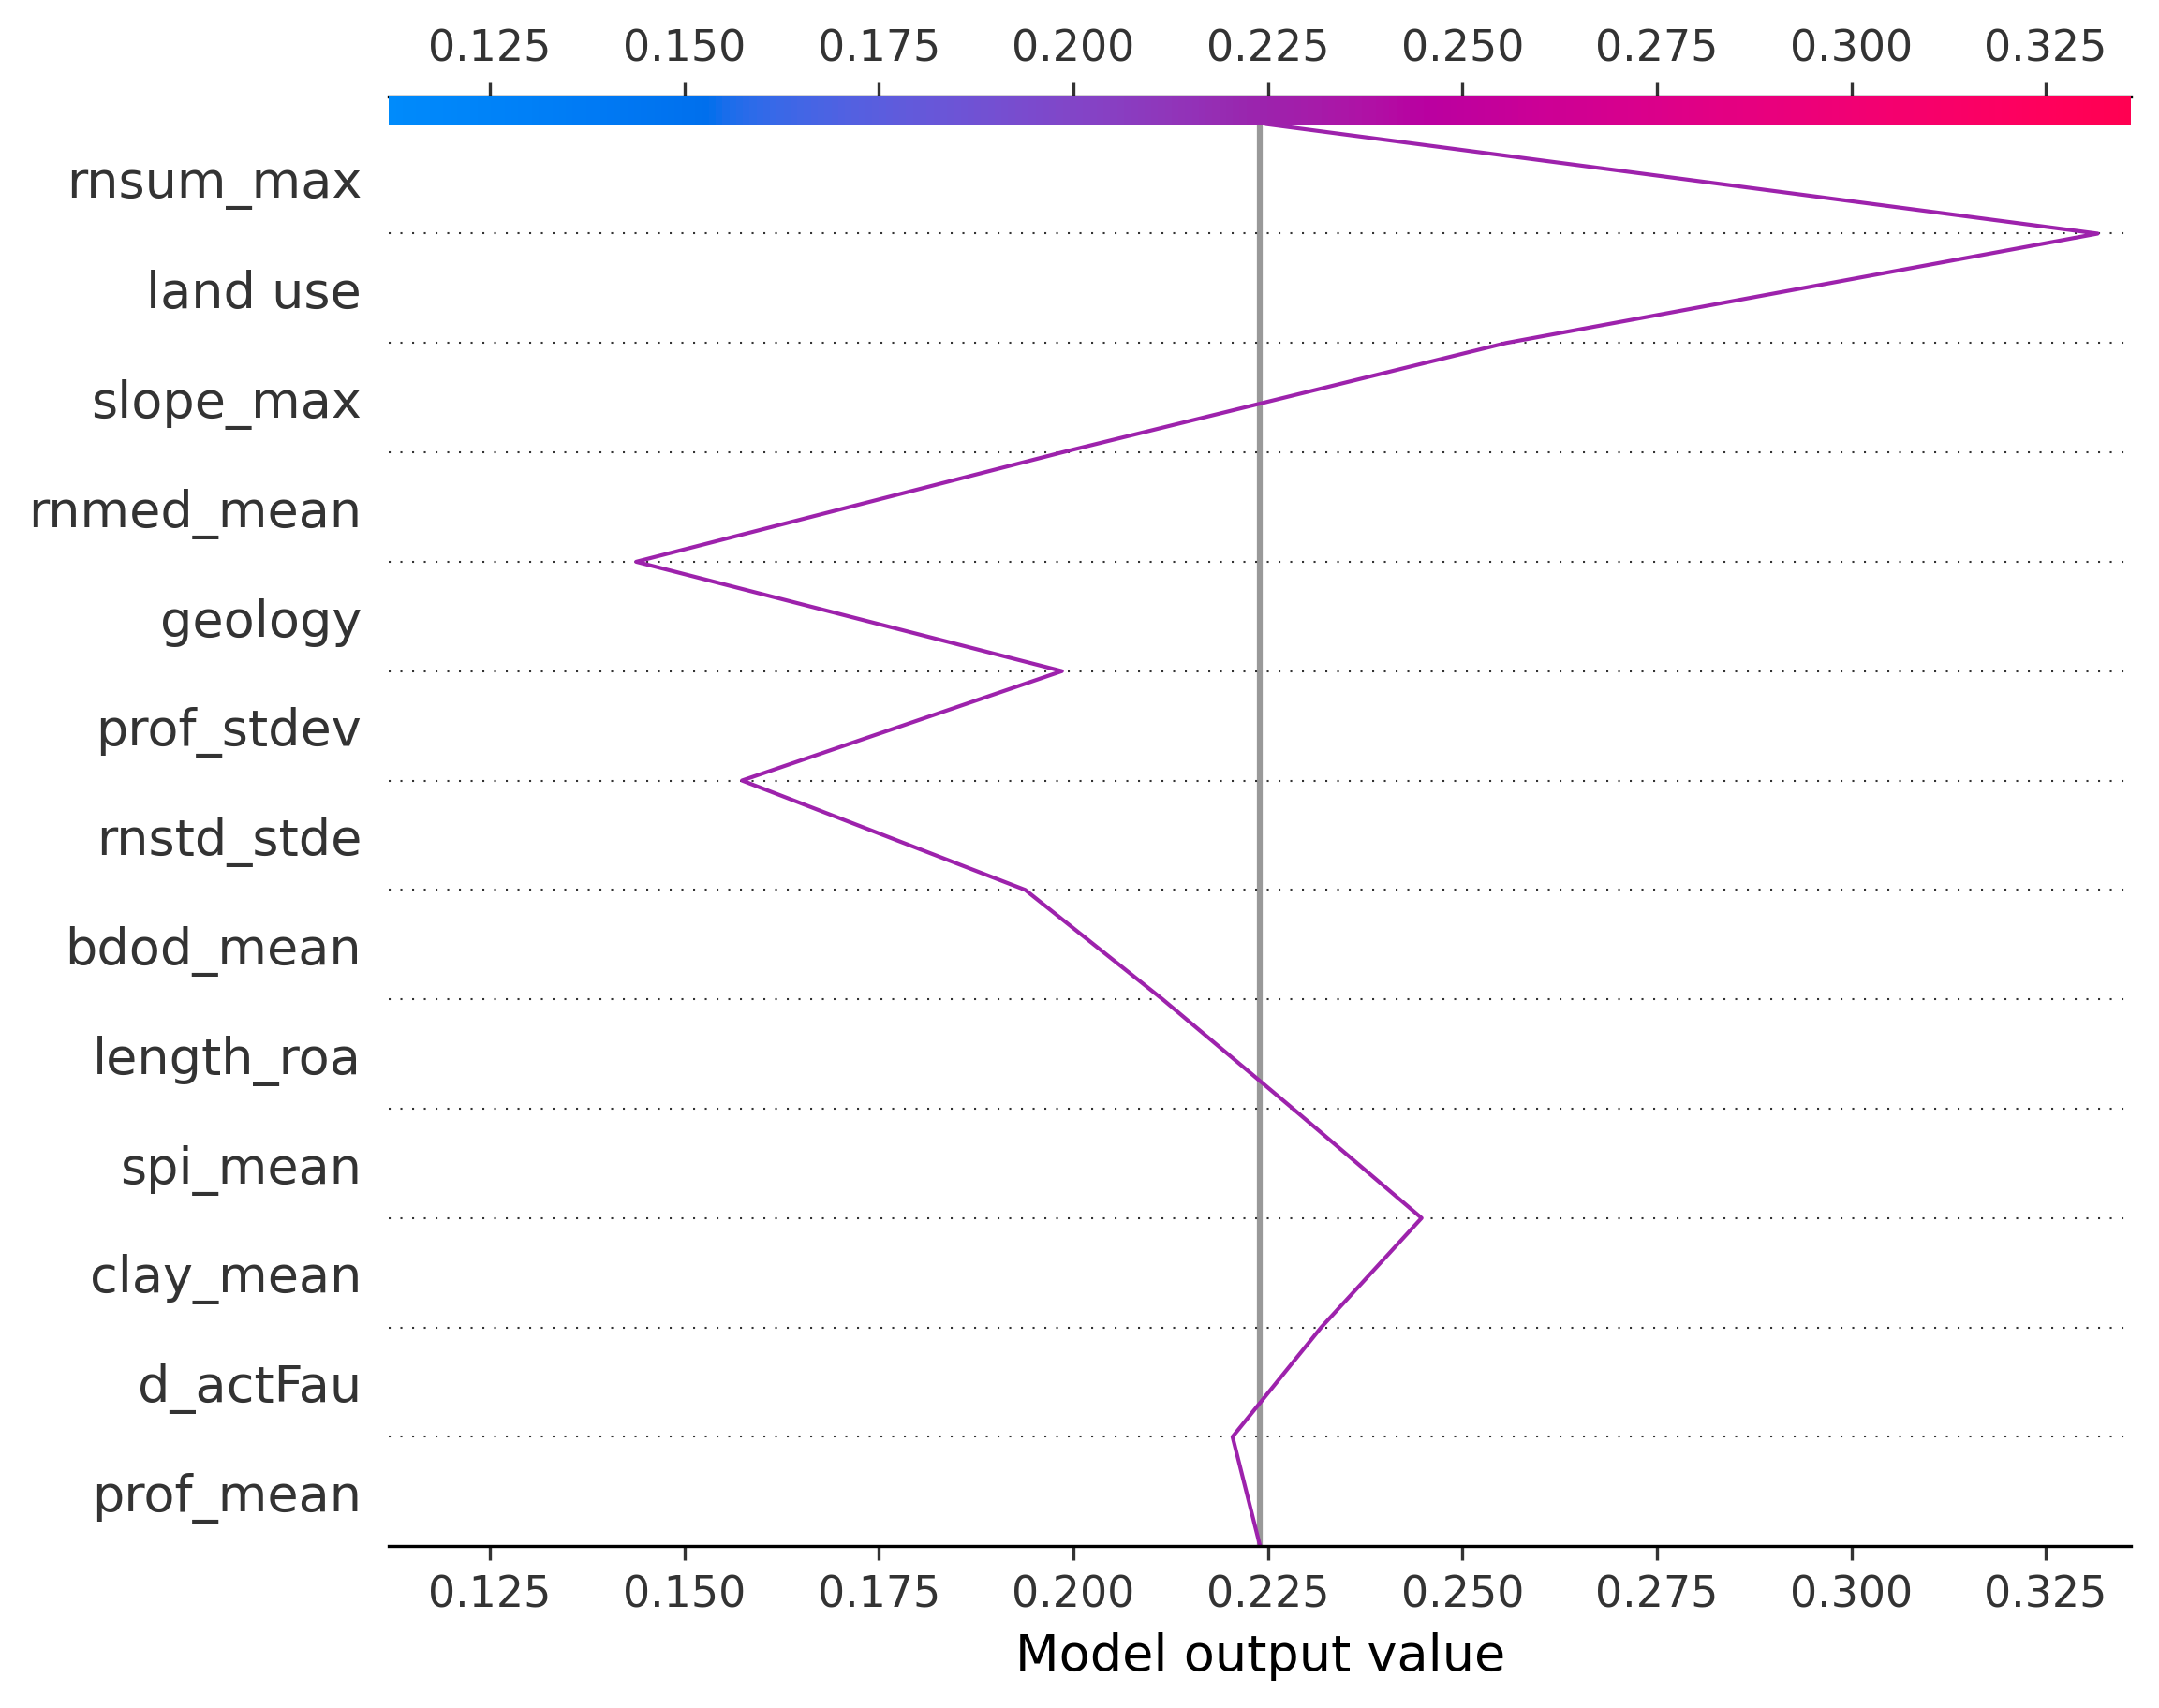 0.125 0.150 0.175 0.200 0.225 0.250 0.275 0.300 0.325
rnsum_max
land use
slope_max
rnmed_mean
geology
prof_stdev
rnstd_stde
bdod_mean
length_roa
spi_mean
clay_mean
d_actFau
prof_mean
0.125 0.150 0.175 0.200 0.225 0.250 0.275 0.300 0.325
Model output value